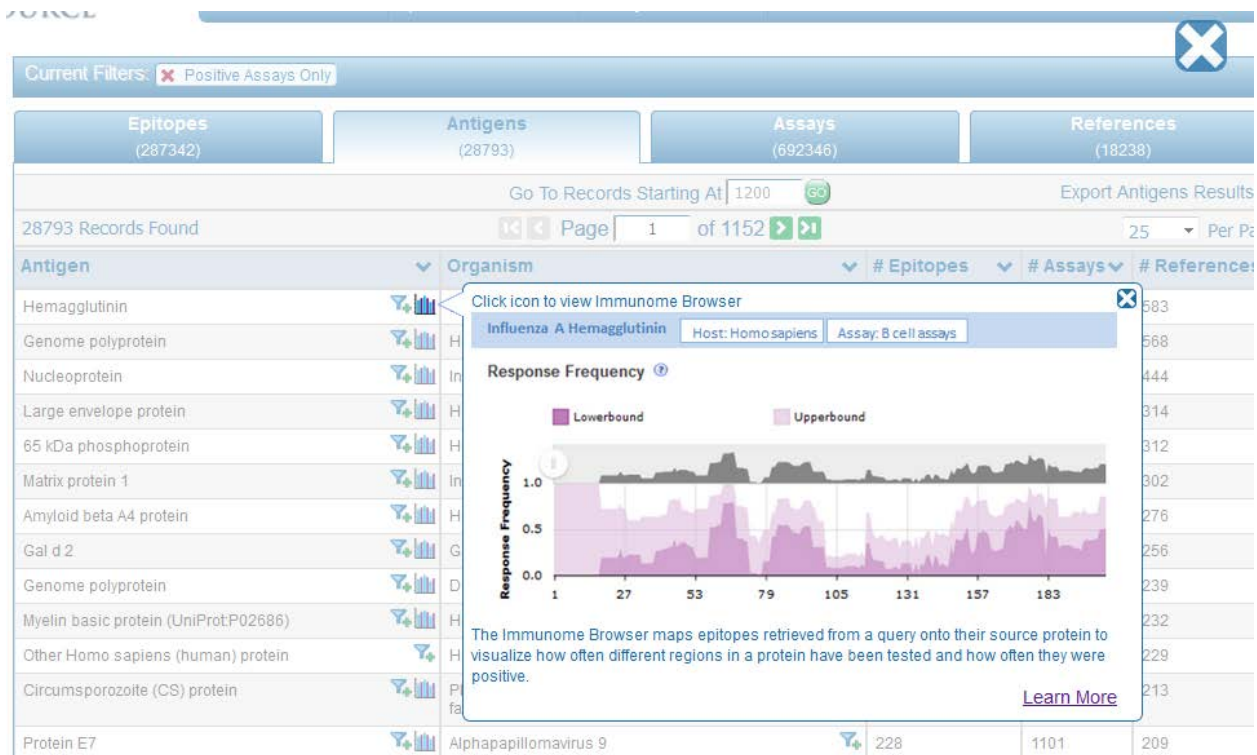 Current Filters: Positive Assays Only
Epitopes
(287342)
Antigens
(28793)
Assays
(692346)
References
(18238)
Go To Records Starting At 1200 GO
Export Antigens Results
28793 Records Found
Page 1 of 1152
25 Per
Antigen
Organism
# Epitopes
# Assays
# References
Hemagglutinin
583
Genome polyprotein
568
Nucleoprotein
444
Large envelope protein
314
65 kDa phosphoprotein
312
Matrix protein 1
302
Amyloid beta A4 protein
276
Gal d 2
256
Genome polyprotein
239
Myelin basic protein (UniProt:P02686)
232
Other Homo sapiens (human) protein
229
Circumsporozoite (CS) protein
213
Protein E7
Alphapapillomavirus 9
228
1101
209
Click icon to view Immunome Browser
Influenza A Hemagglutinin
Host: Homo sapiens
Assay: B cell assays
Response Frequency ?
Lowerbound
Upperbound
Response Frequency
1.0
0.5
0.0
1 27 53 79 105 131 157 183
The Immunome Browser maps epitopes retrieved from a query onto their source protein to
visualize how often different regions in a protein have been tested and how often they were
positive.
Learn More